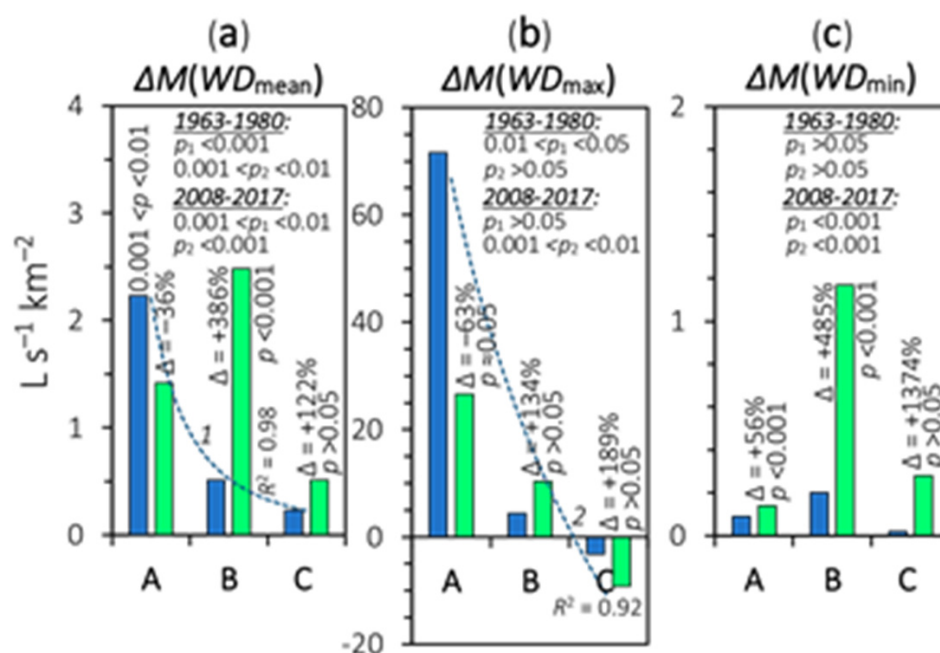 (a)
ΔM(WDmean)
L s⁻¹ km⁻²
4
3
2
1
0
1963-1980:
p₁ <0.001
0.001 <p₂ <0.01
2008-2017:
0.001 <p₁ <0.01
p₂ <0.001
0.001 <p <0.01
Δ = −36%
Δ = +386%
p <0.001
1
R² = 0.98
Δ = +122%
p >0.05
A B C
(b)
ΔM(WDmax)
80
60
40
20
0
-20
1963-1980:
0.01 <p₁ <0.05
p₂ >0.05
2008-2017:
p₁ >0.05
0.001 <p₂ <0.01
Δ = −63%
p =0.05
Δ = +134%
p >0.05
2
Δ = +189%
p >0.05
A B C
R² = 0.92
(c)
ΔM(WDmin)
2
1
0
1963-1980:
p₁ >0.05
p₂ >0.05
2008-2017:
p₁ <0.001
p₂ <0.001
Δ = +56%
p <0.001
Δ = +485%
p <0.001
Δ = +1374%
p >0.05
A B C